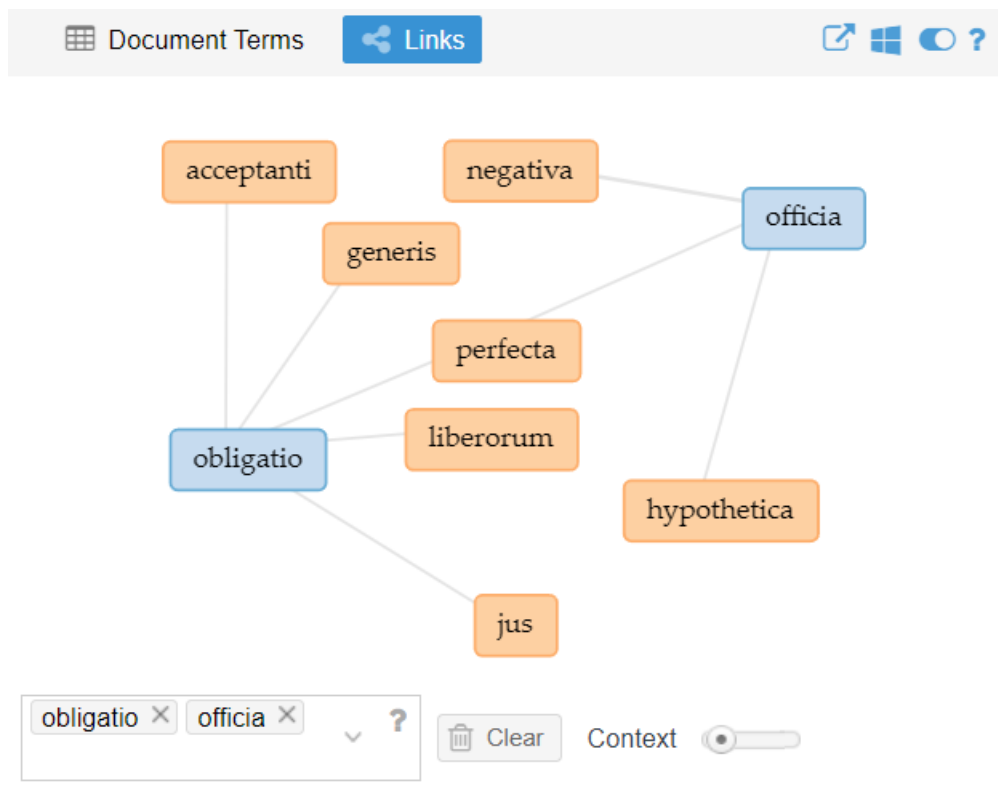 Document Terms Links ?
acceptanti
negativa
officia
generis
perfecta
liberorum
obligatio
hypothetica
jus
obligatio × officia × ? Clear Context